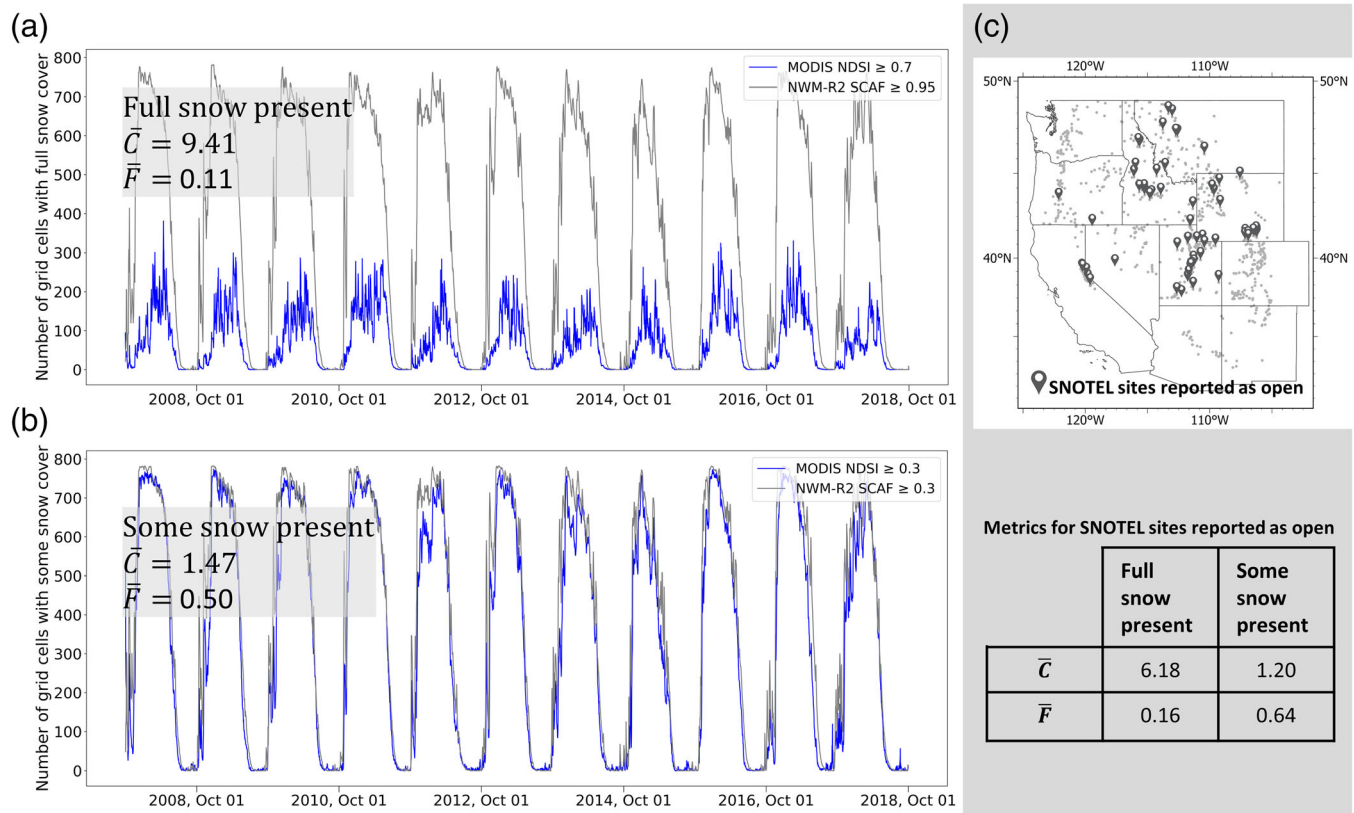 (a)
Number of grid cells with full snow cover
800
700
600
500
400
300
200
100
0
MODIS NDSI ≥ 0.7
NWM-R2 SCAF ≥ 0.95
Full snow present
C̄ = 9.41
F̄ = 0.11
2008, Oct 01
2010, Oct 01
2012, Oct 01
2014, Oct 01
2016, Oct 01
2018, Oct 01
(b)
Number of grid cells with some snow cover
800
700
600
500
400
300
200
100
0
MODIS NDSI ≥ 0.3
NWM-R2 SCAF ≥ 0.3
Some snow present
C̄ = 1.47
F̄ = 0.50
2008, Oct 01
2010, Oct 01
2012, Oct 01
2014, Oct 01
2016, Oct 01
2018, Oct 01
(c)
120°W 110°W
50°N 50°N
40°N 40°N
SNOTEL sites reported as open
120°W 110°W
Metrics for SNOTEL sites reported as open
Full snow present
Some snow present
C̄ 6.18 1.20
F̄ 0.16 0.64